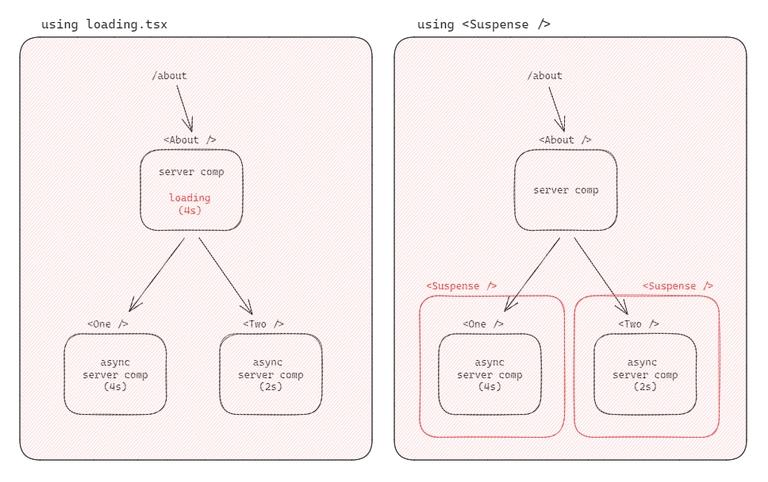 using loading.tsx
/about
<About />
server comp
loading
(4s)
<One />
async
server comp
(4s)
<Two />
async
server comp
(2s)
using <Suspense />
/about
<About />
server comp
<Suspense />
<One />
async
server comp
(4s)
<Suspense />
<Two />
async
server comp
(2s)